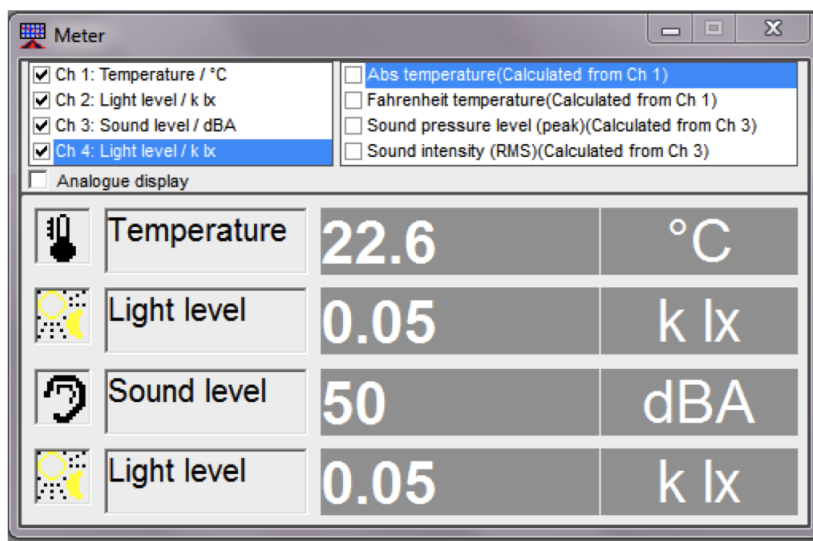 Meter
Ch 1: Temperature / °C
Ch 2: Light level / k lx
Ch 3: Sound level / dBA
Ch 4: Light level / k lx
Abs temperature(Calculated from Ch 1)
Fahrenheit temperature(Calculated from Ch 1)
Sound pressure level (peak)(Calculated from Ch 3)
Sound intensity (RMS)(Calculated from Ch 3)
Analogue display
Temperature 22.6 °C
Light level 0.05 k lx
Sound level 50 dBA
Light level 0.05 k lx